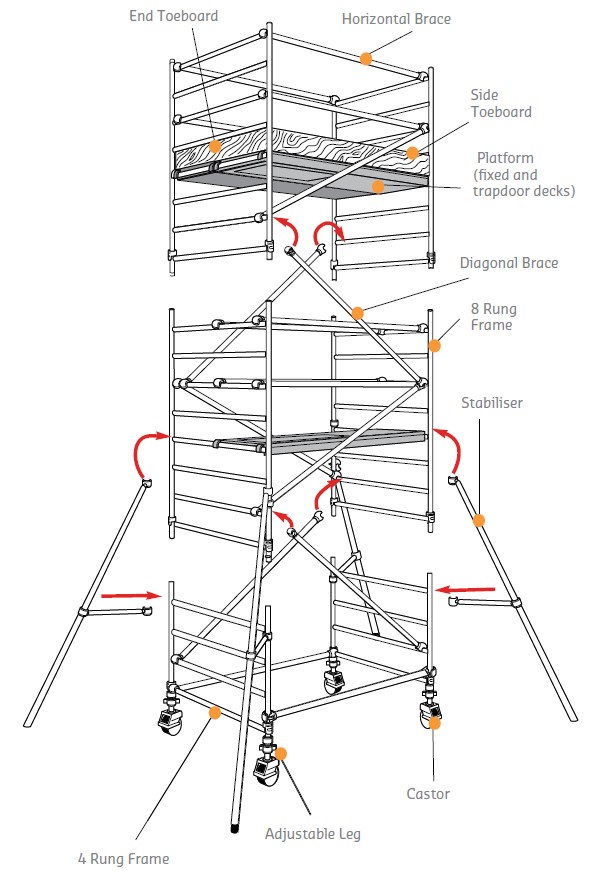 End Toeboard
Horizontal Brace
Side
Toeboard
Platform
(fixed and
trapdoor decks)
Diagonal Brace
8 Rung
Frame
Stabiliser
Castor
Adjustable Leg
4 Rung Frame